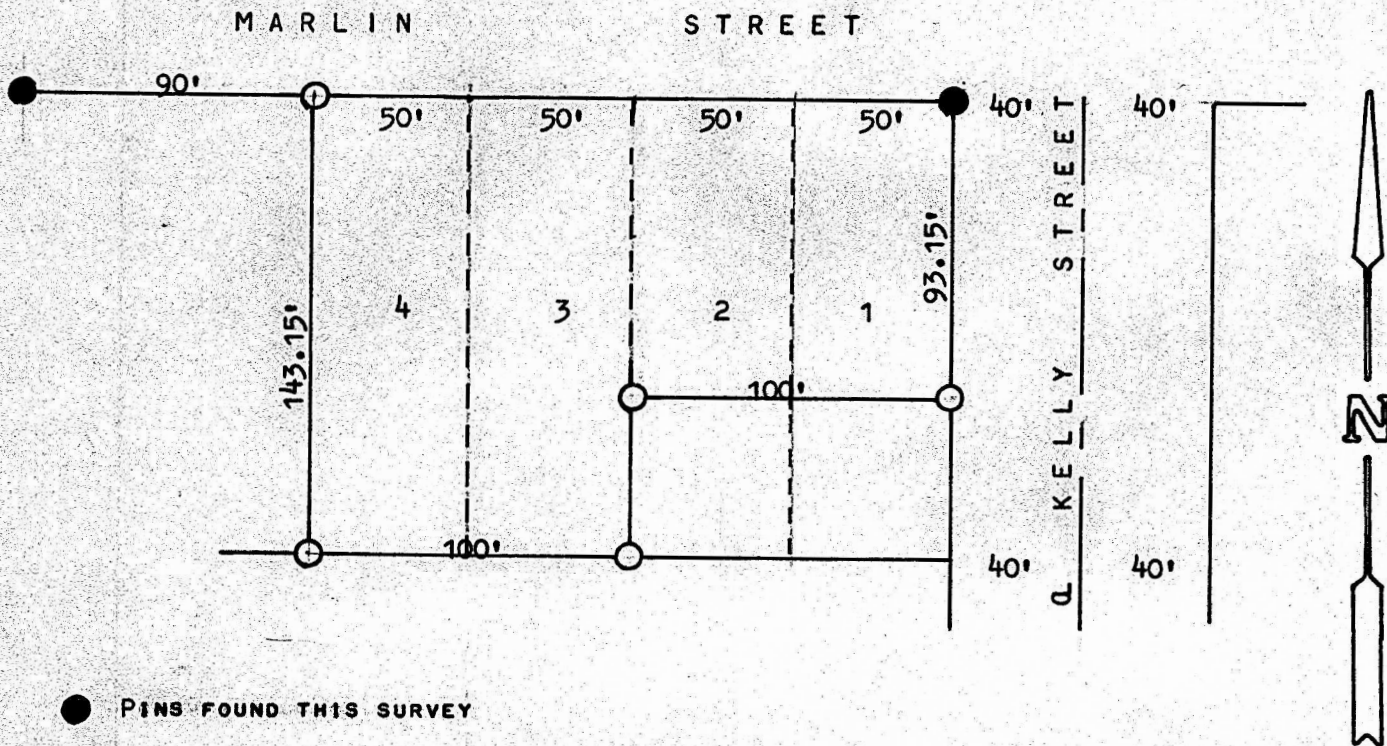 MARLIN STREET
90'
50' 50' 50' 50' 40' 40'
143.15'
4 3 2 1
93.15'
100'
100'
40' 40'
KELLY STREET
N
PINS FOUND THIS SURVEY